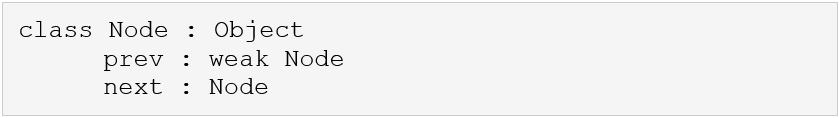 class Node : Object
      prev : weak Node
      next : Node